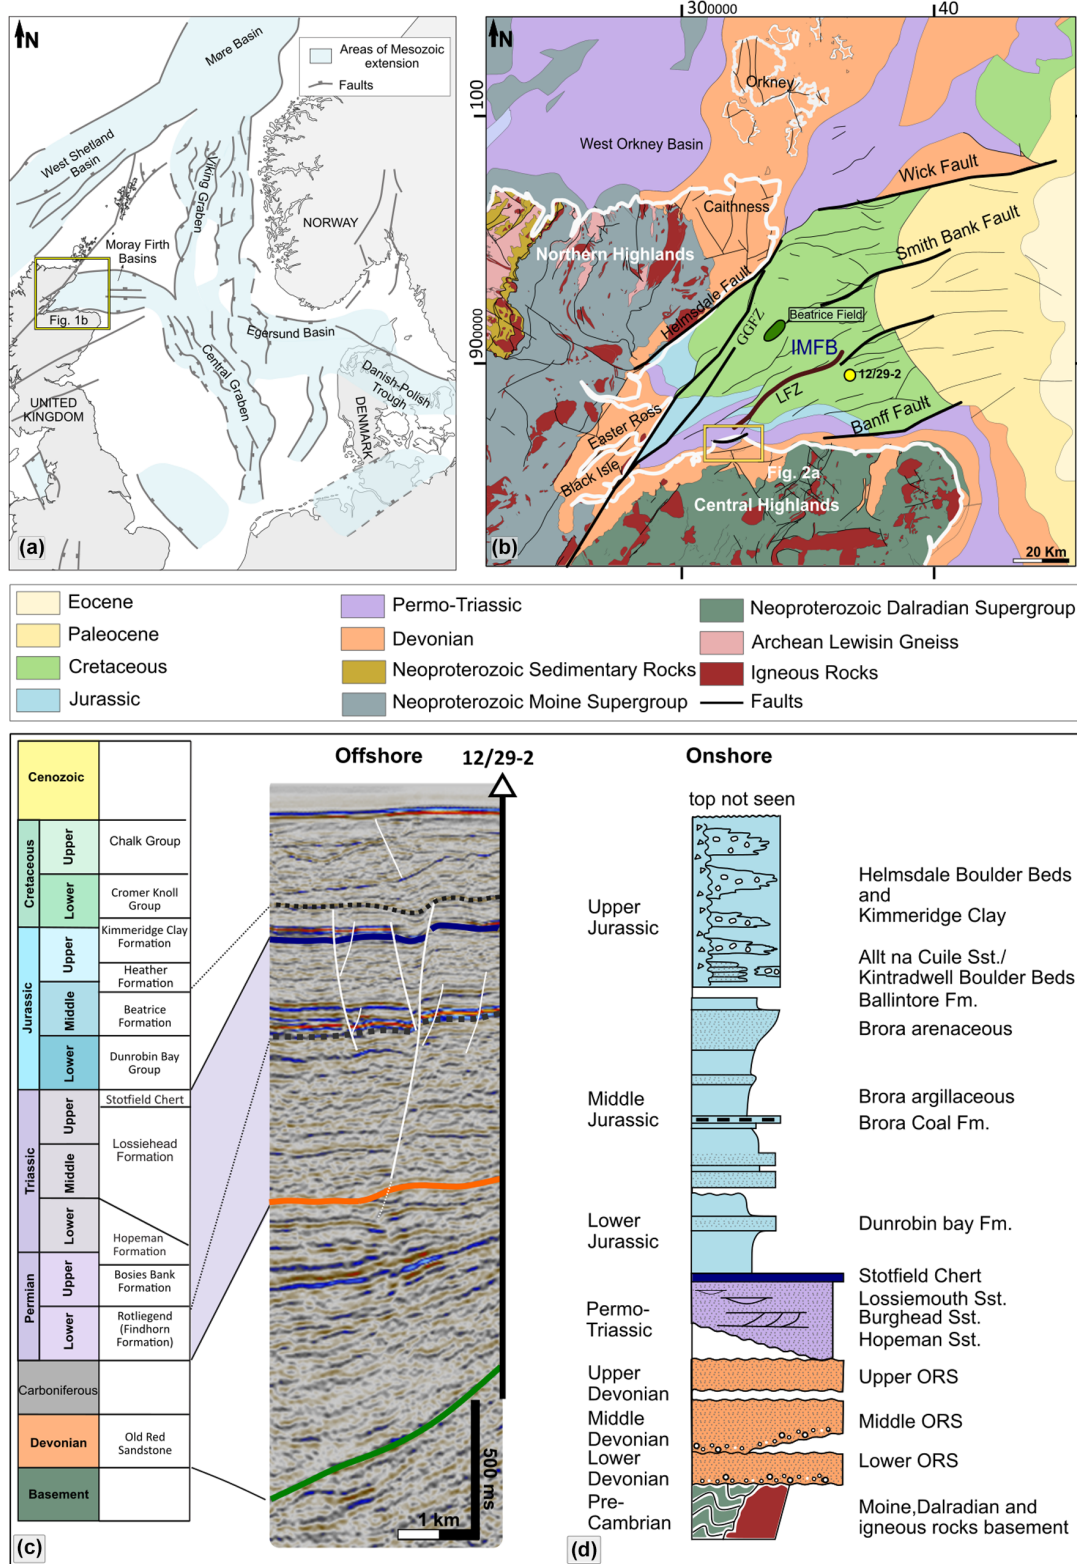 N
Møre Basin
Areas of Mesozoic
extension
Faults
West Shetland
Basin
Viking Graben
NORWAY
Moray Firth
Basins
Fig. 1b
Egersund Basin
Central Graben
Danish-Polish
Trough
UNITED
KINGDOM
DENMARK
(a)
300000
40
N
100
900000
Orkney
West Orkney Basin
Wick Fault
Caithness
Smith Bank Fault
Northern Highlands
Helmsdale Fault
GGFZ
Beatrice Field
IMFB
12/29-2
LFZ
Banff Fault
Easter Ross
Black Isle
Fig. 2a
Central Highlands
(b)
20 Km
Eocene
Paleocene
Cretaceous
Jurassic
Permo-Triassic
Devonian
Neoproterozoic Sedimentary Rocks
Neoproterozoic Moine Supergroup
Neoproterozoic Dalradian Supergroup
Archean Lewisin Gneiss
Igneous Rocks
Faults
Cenozoic
Cretaceous
Upper
Chalk Group
Lower
Cromer Knoll
Group
Jurassic
Upper
Kimmeridge Clay
Formation
Heather
Formation
Middle
Beatrice
Formation
Lower
Dunrobin Bay
Group
Triassic
Upper
Stotfield Chert
Lossiehead
Formation
Middle
Lower
Hopeman
Formation
Permian
Upper
Bosies Bank
Formation
Lower
Rotliegend
(Findhorn
Formation)
Carboniferous
Devonian
Old Red
Sandstone
Basement
(c)
Offshore
12/29-2
500 ms
1 km
Onshore
top not seen
Upper
Jurassic
Helmsdale Boulder Beds
and
Kimmeridge Clay
Allt na Cuile Sst./
Kintradwell Boulder Beds
Ballintore Fm.
Brora arenaceous
Middle
Jurassic
Brora argillaceous
Brora Coal Fm.
Lower
Jurassic
Dunrobin bay Fm.
Stotfield Chert
Permo-
Triassic
Lossiemouth Sst.
Burghead Sst.
Hopeman Sst.
Upper
Devonian
Upper ORS
Middle
Devonian
Middle ORS
Lower
Devonian
Lower ORS
Pre-
Cambrian
Moine,Dalradian and
igneous rocks basement
(d)